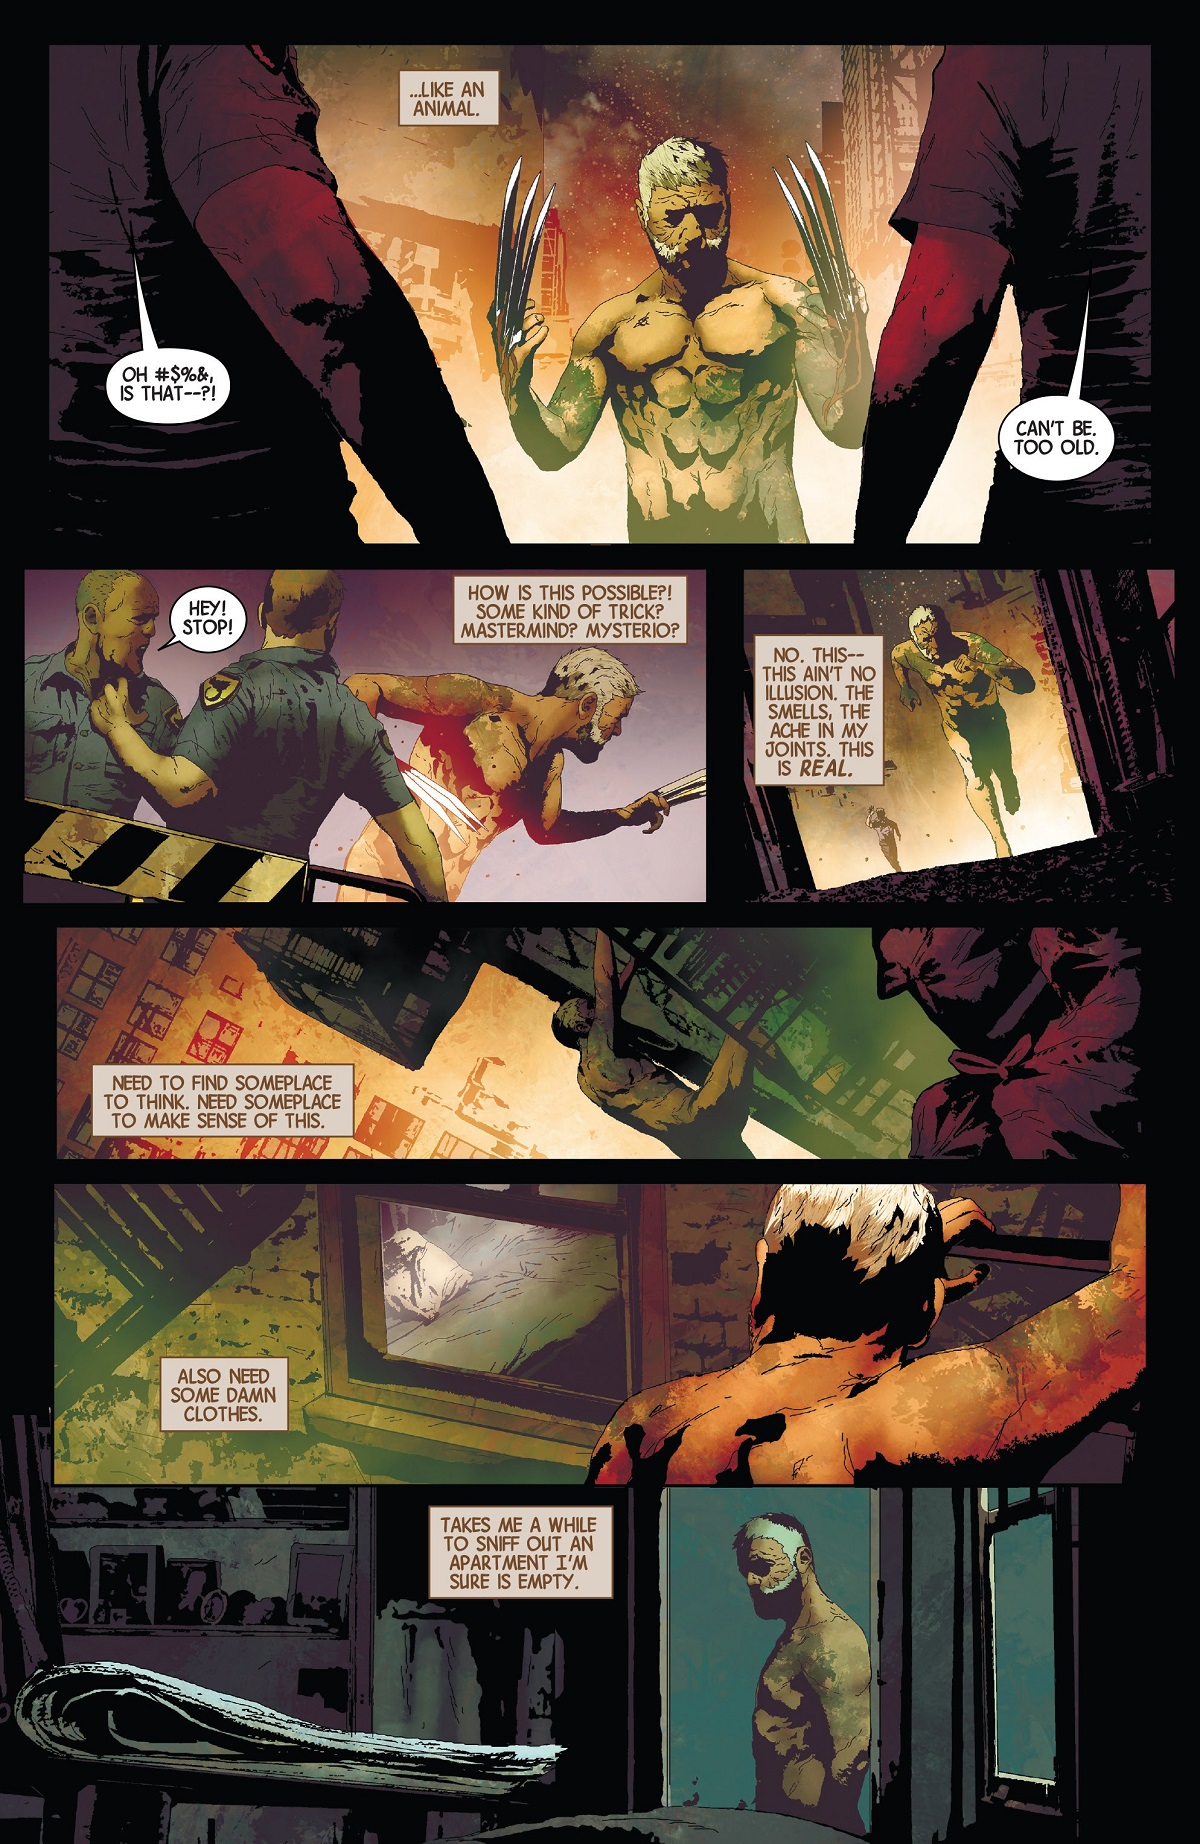 ...LIKE AN
ANIMAL.
OH #$%&,
IS THAT--?!
CAN'T BE.
TOO OLD.
HEY!
STOP!
HOW IS THIS POSSIBLE?!
SOME KIND OF TRICK?
MASTERMIND? MYSTERIO?
NO. THIS--
THIS AIN'T NO
ILLUSION. THE
SMELLS, THE
ACHE IN MY
JOINTS. THIS
IS REAL.
NEED TO FIND SOMEPLACE
TO THINK. NEED SOMEPLACE
TO MAKE SENSE OF THIS.
ALSO NEED
SOME DAMN
CLOTHES.
TAKES ME A WHILE
TO SNIFF OUT AN
APARTMENT I'M
SURE IS EMPTY.